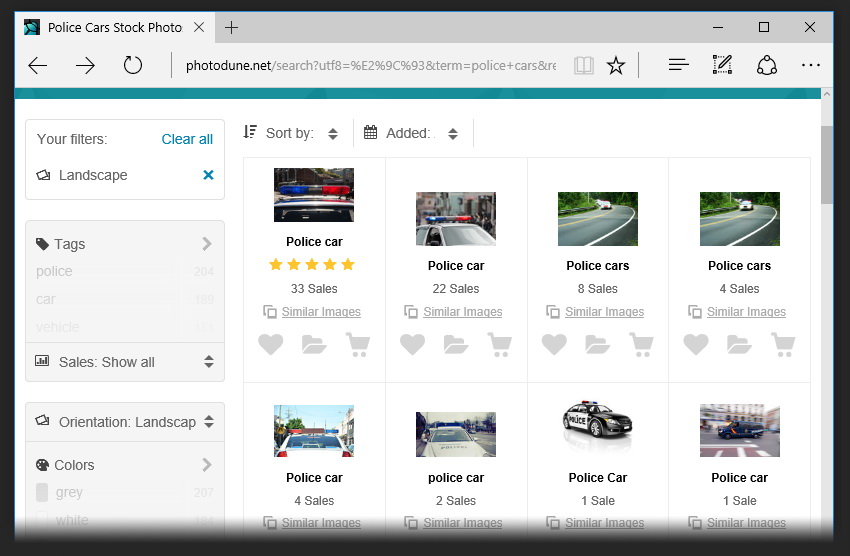 Police Cars Stock Photo
photodune.net/search?utf8=%E2%9C%93&term=police+cars&re
Your filters:
Clear all
Landscape
Sort by:
Added:
Tags
police 204
car 189
vehicle
Sales: Show all
Orientation: Landscap
Colors
grey 207
white 184
Police car
33 Sales
Similar Images
Police car
22 Sales
Similar Images
Police cars
8 Sales
Similar Images
Police cars
4 Sales
Similar Images
Police car
4 Sales
Similar Images
police car
2 Sales
Similar Images
POLICE
Police Car
1 Sale
Similar Images
Police car
1 Sale
Similar Images